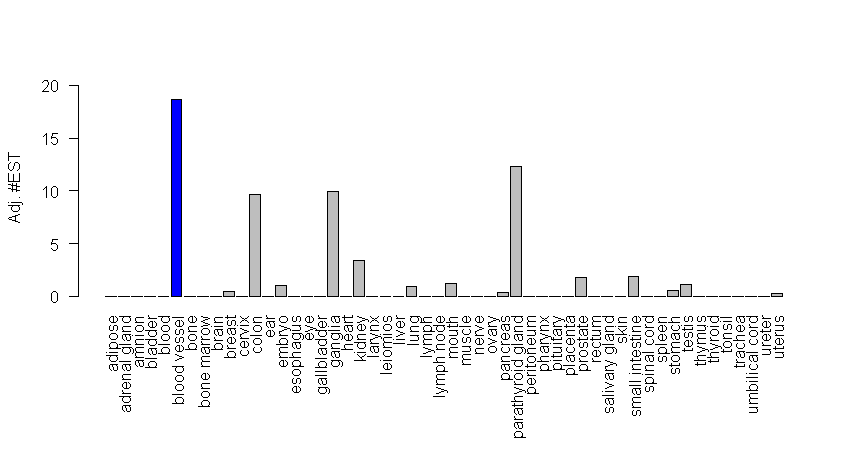 20
15
10
5
0
Adj. #EST
adipose
adrenal gland
amnion
bladder
blood
blood vessel
bone
bone marrow
brain
breast
cervix
colon
ear
embryo
esophagus
eye
gallbladder
ganglia
heart
kidney
larynx
leiomios
liver
lung
lymph
lymph node
mouth
muscle
nerve
ovary
pancreas
parathyroid gland
peritoneum
pharynx
pituitary
placenta
prostate
rectum
salivary gland
skin
small intestine
spinal cord
spleen
stomach
testis
thymus
thyroid
tonsil
trachea
umbilical cord
ureter
uterus